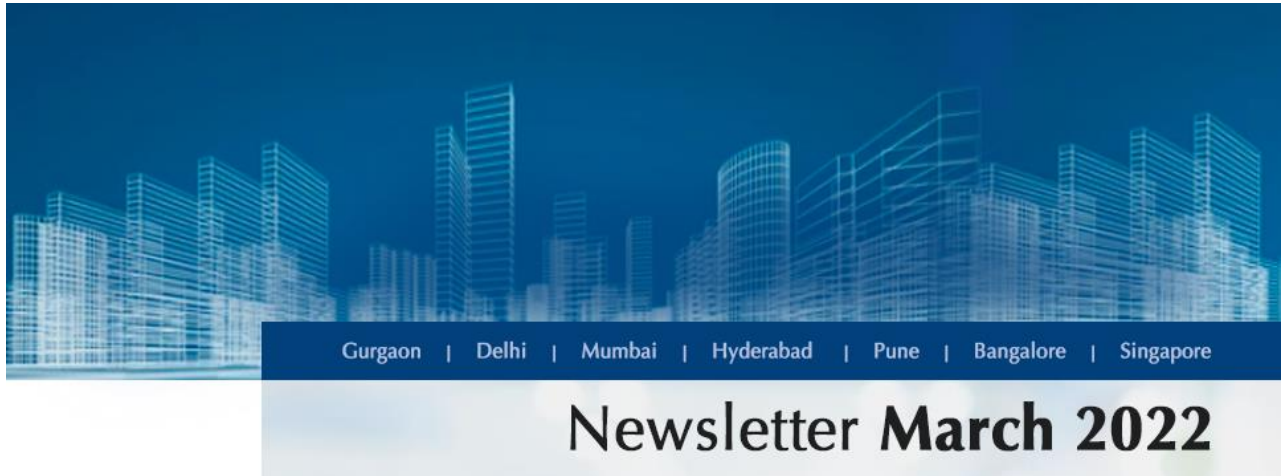 Gurgaon | Delhi | Mumbai | Hyderabad | Pune | Bangalore | Singapore
Newsletter March 2022